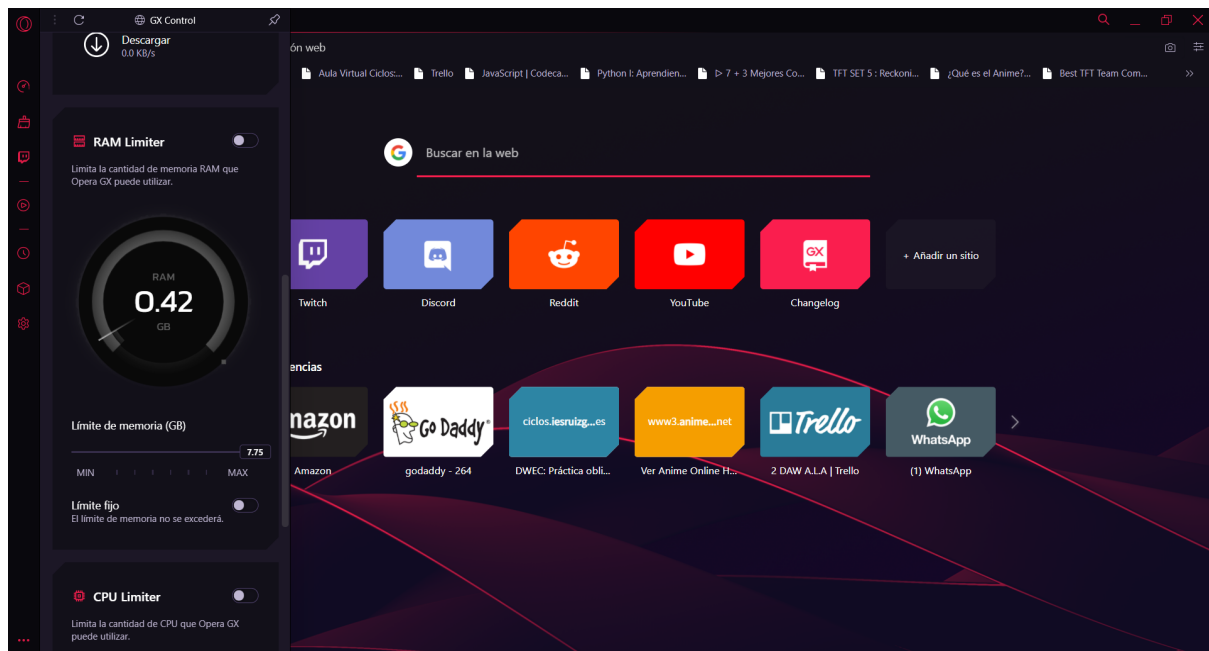 GX Control
Descargar
0.0 KB/s
RAM Limiter
Limita la cantidad de memoria RAM que
Opera GX puede utilizar.
RAM
0.42
GB
Límite de memoria (GB)
7.75
MIN MAX
Límite fijo
El límite de memoria no se excederá.
CPU Limiter
Limita la cantidad de CPU que Opera GX
puede utilizar.
ón web
Aula Virtual Ciclos:... Trello JavaScript | Codeca... Python I: Aprendien... ▷ 7 + 3 Mejores Co... TFT SET 5 : Reckoni... ¿Qué es el Anime?... Best TFT Team Com...
G Buscar en la web
GX
+ Añadir un sitio
Twitch Discord Reddit YouTube Changelog
encias
mazon Go Daddy ciclos.iesruizg...es www3.anime...net Trello WhatsApp
Amazon godaddy - 264 DWEC: Práctica obli... Ver Anime Online H... 2 DAW A.L.A | Trello (1) WhatsApp